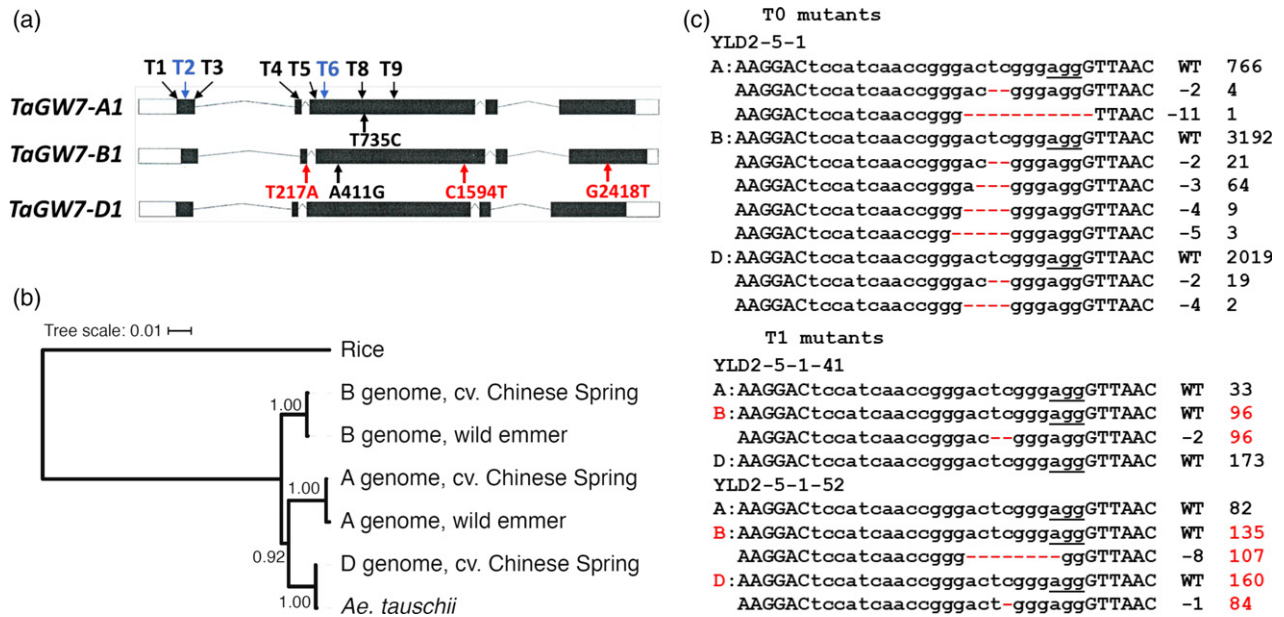 (a)
T1 T2 T3 T4 T5 T6 T8 T9
TaGW7-A1
T735C
TaGW7-B1
T217A A411G C1594T G2418T
TaGW7-D1
(b)
Tree scale: 0.01
Rice
B genome, cv. Chinese Spring
1.00
B genome, wild emmer
A genome, cv. Chinese Spring
1.00
A genome, wild emmer
0.92
D genome, cv. Chinese Spring
1.00
Ae. tauschii
(c)
T0 mutants
YLD2-5-1
A:AAGGACtccatcaaccgggactcgggaggGTTAAC WT 766
AAGGACtccatcaaccgggac--gggaggGTTAAC -2 4
AAGGACtccatcaaccggg-----------TTAAC -11 1
B:AAGGACtccatcaaccgggactcgggaggGTTAAC WT 3192
AAGGACtccatcaaccgggac--gggaggGTTAAC -2 21
AAGGACtccatcaaccggga---gggaggGTTAAC -3 64
AAGGACtccatcaaccggg----gggaggGTTAAC -4 9
AAGGACtccatcaaccgg-----gggaggGTTAAC -5 3
D:AAGGACtccatcaaccgggactcgggaggGTTAAC WT 2019
AAGGACtccatcaaccgggac--gggaggGTTAAC -2 19
AAGGACtccatcaaccggg----gggaggGTTAAC -4 2
T1 mutants
YLD2-5-1-41
A:AAGGACtccatcaaccgggactcgggaggGTTAAC WT 33
B:AAGGACtccatcaaccgggactcgggaggGTTAAC WT 96
AAGGACtccatcaaccgggac--gggaggGTTAAC -2 96
D:AAGGACtccatcaaccgggactcgggaggGTTAAC WT 173
YLD2-5-1-52
A:AAGGACtccatcaaccgggactcgggaggGTTAAC WT 82
B:AAGGACtccatcaaccgggactcgggaggGTTAAC WT 135
AAGGACtccatcaaccggg--------ggGTTAAC -8 107
D:AAGGACtccatcaaccgggactcgggaggGTTAAC WT 160
AAGGACtccatcaaccgggact-gggaggGTTAAC -1 84